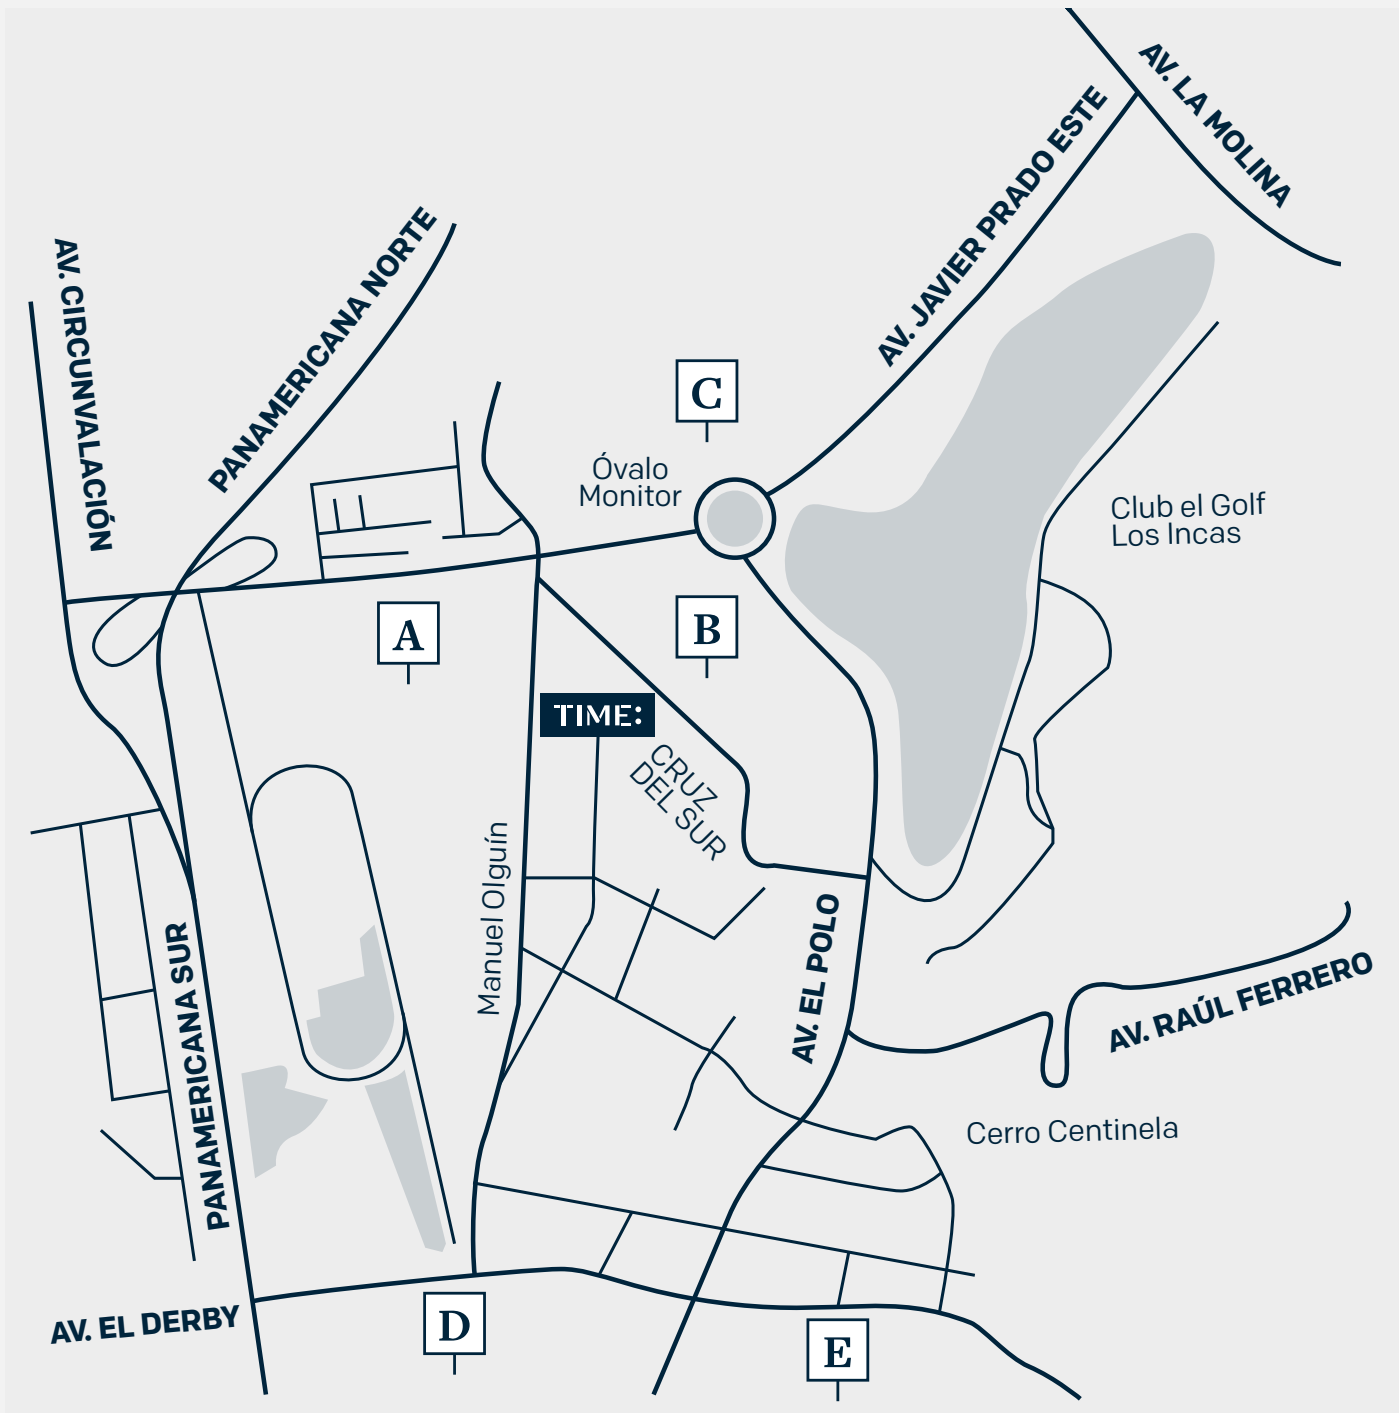 AV. LA MOLINA
AV. JAVIER PRADO ESTE
PANAMERICANA NORTE
AV. CIRCUNVALACIÓN
C
Óvalo
Monitor
Club el Golf
Los Incas
A
B
TIME:
CRUZ
DEL SUR
Manuel Olguín
AV. EL POLO
PANAMERICANA SUR
AV. RAÚL FERRERO
Cerro Centinela
AV. EL DERBY
D
E